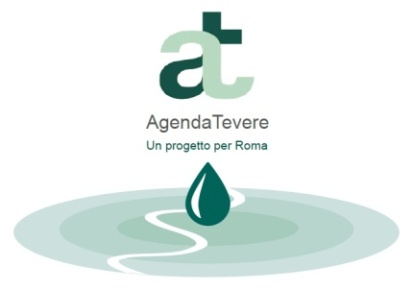 at
AgendaTevere
Un progetto per Roma